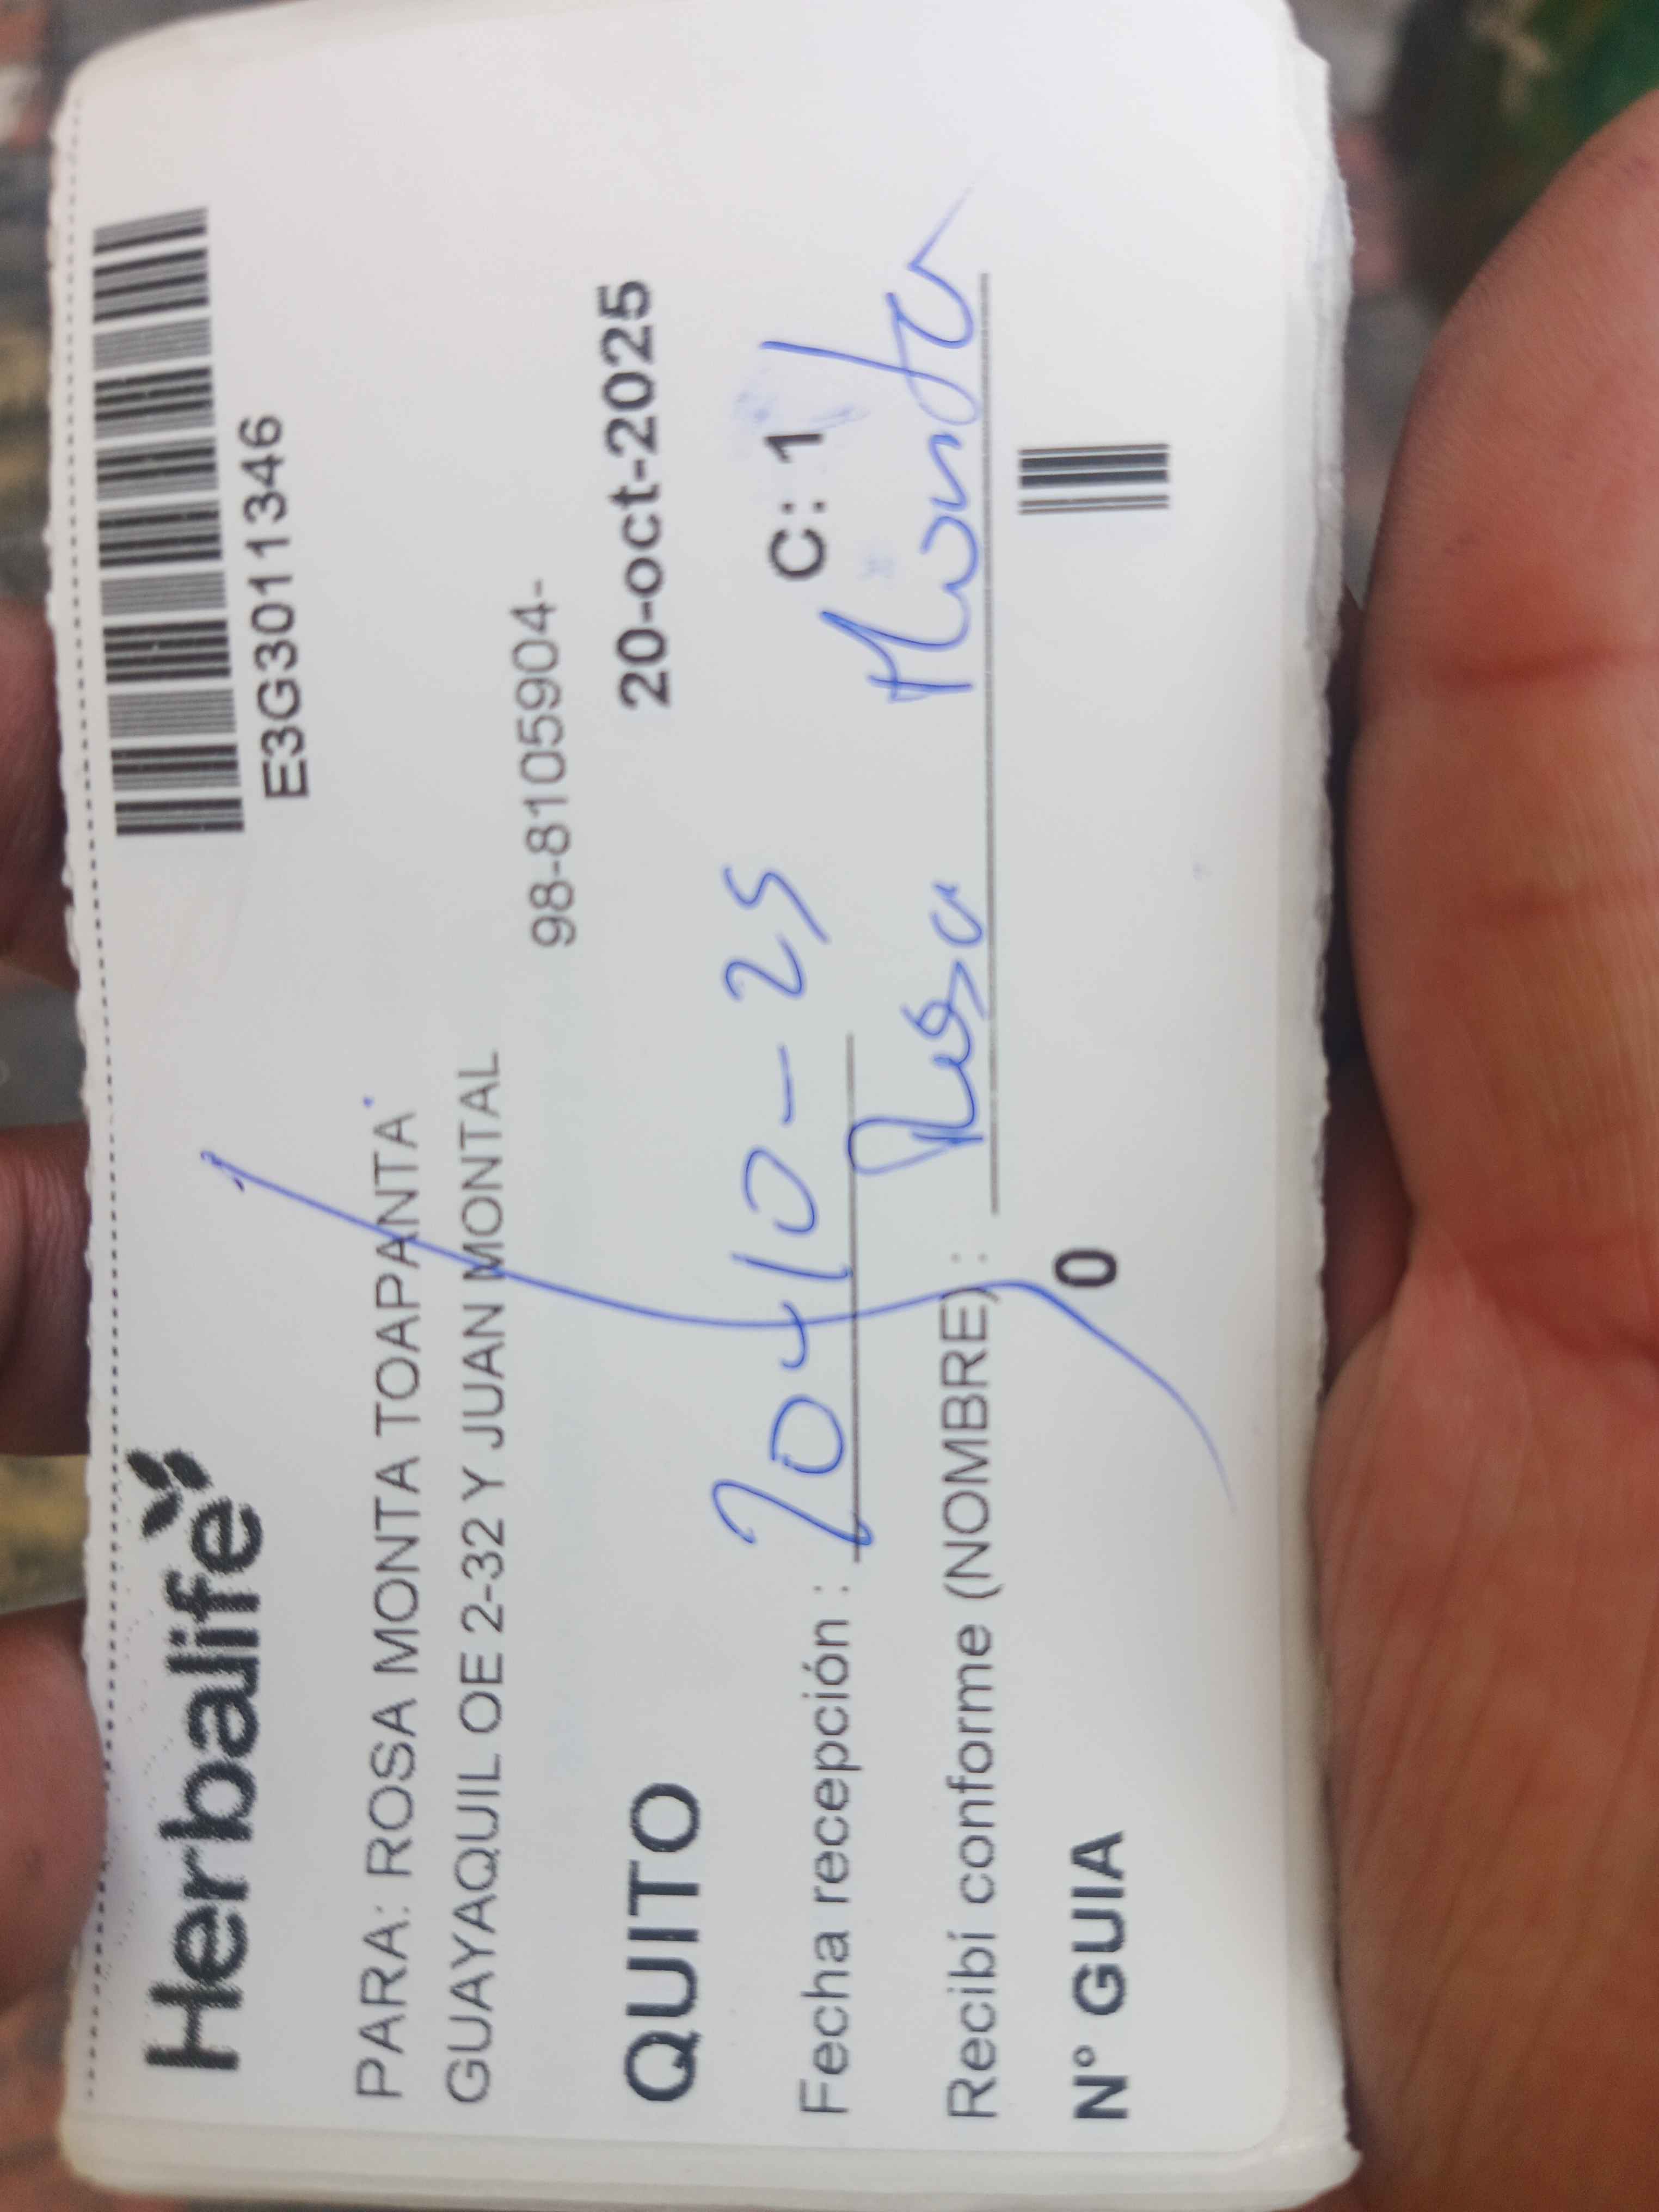 Herbalife
E3G3011346
PARA: ROSA MONTA TOAPANTA
GUAYAQUIL OE 2-32 Y JUAN MONTAL
98-8105904-
QUITO 20-oct-2025
Fecha recepción : 20-10-25 C: 1
Recibí conforme (NOMBRE) : Rosa Monta
N° GUIA 0